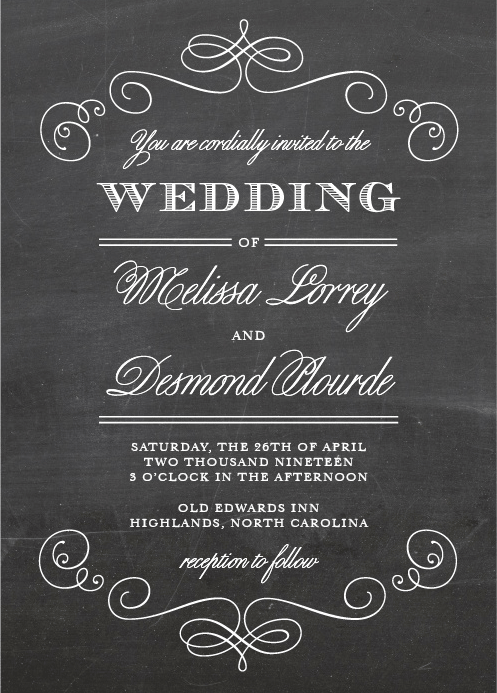 You are cordially invited to the
WEDDING
OF
Melissa Lorrey
AND
Desmond Plourde
SATURDAY, THE 26TH OF APRIL
TWO THOUSAND NINETEEN
3 O'CLOCK IN THE AFTERNOON
OLD EDWARDS INN
HIGHLANDS, NORTH CAROLINA
reception to follow